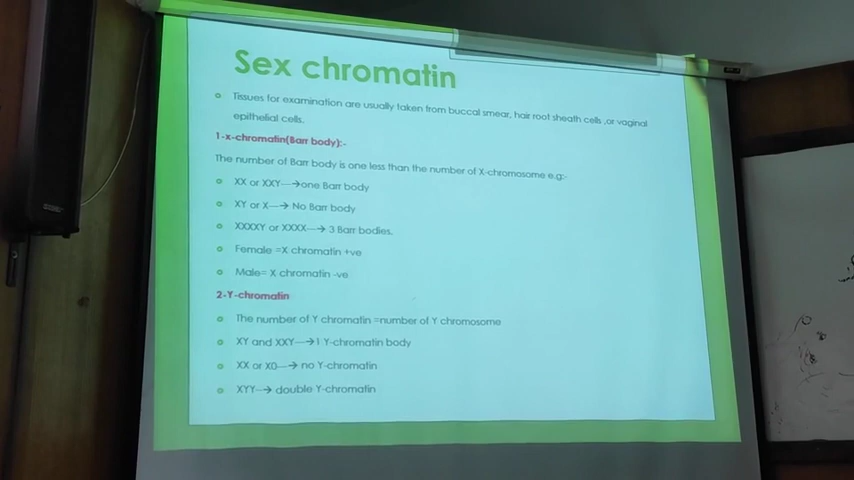 Sex chromatin
Tissues for examination are usually taken from buccal smear, hair root sheath cells ,or vaginal
epithelial cells.
1-x-chromatin(Barr body):-
The number of Barr body is one less than the number of X-chromosome e.g:-
XX or XXY---→one Barr body
XY or X---→ No Barr body
XXXXY or XXXX---→ 3 Barr bodies.
Female =X chromatin +ve
Male= X chromatin -ve
2-Y-chromatin
The number of Y chromatin =number of Y chromosome
XY and XXY---→1 Y-chromatin body
XX or XO---→ no Y-chromatin
XYY-→ double Y-chromatin